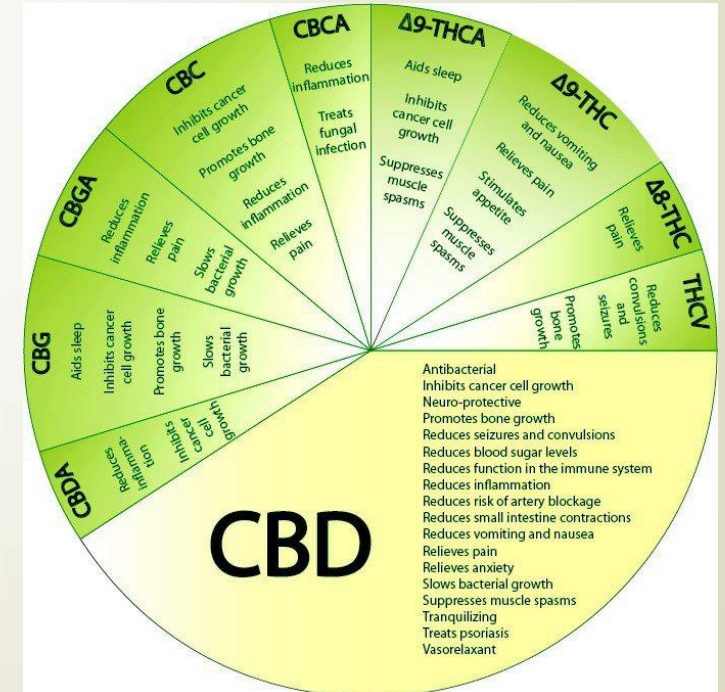 CBCA
Reduces
inflammation
Treats
fungal
infection
Δ9-THCA
Aids sleep
Inhibits
cancer cell
growth
Suppresses
muscle
spasms
Δ9-THC
Reduces vomiting
and nausea
Relieves pain
Stimulates
appetite
Suppresses
muscle
spasms
Δ8-THC
Relieves
pain
THCV
Reduces
convulsions
and
seizures
Promotes
bone
growth
CBC
Inhibits cancer
cell growth
Promotes bone
growth
Reduces
inflammation
Relieves
pain
CBGA
Reduces
inflammation
Relieves
pain
Slows
bacterial
growth
CBG
Aids sleep
Inhibits cancer
cell growth
Promotes bone
growth
Slows
bacterial
growth
CBDA
Reduces
inflamma-
tion
Inhibits
cancer
cell
growth
CBD
Antibacterial
Inhibits cancer cell growth
Neuro-protective
Promotes bone growth
Reduces seizures and convulsions
Reduces blood sugar levels
Reduces function in the immune system
Reduces inflammation
Reduces risk of artery blockage
Reduces small intestine contractions
Reduces vomiting and nausea
Relieves pain
Relieves anxiety
Slows bacterial growth
Suppresses muscle spasms
Tranquilizing
Treats psoriasis
Vasorelaxant